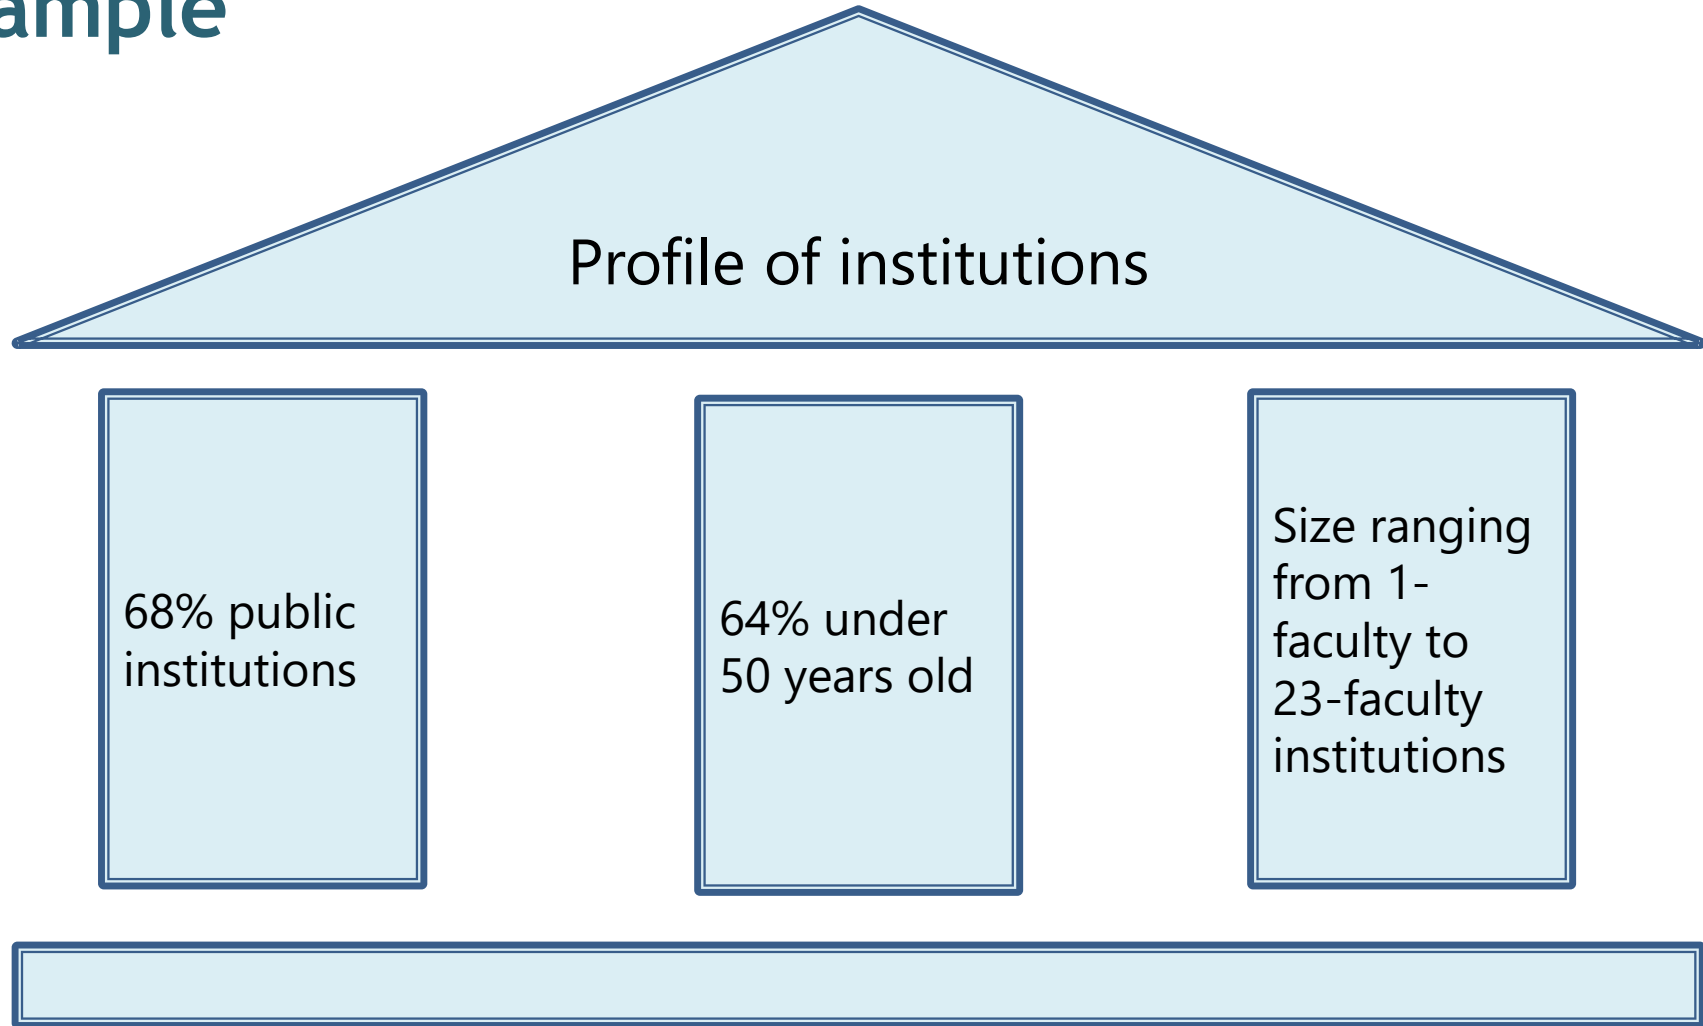 ample
Profile of institutions
68% public
institutions
64% under
50 years old
Size ranging
from 1-
faculty to
23-faculty
institutions